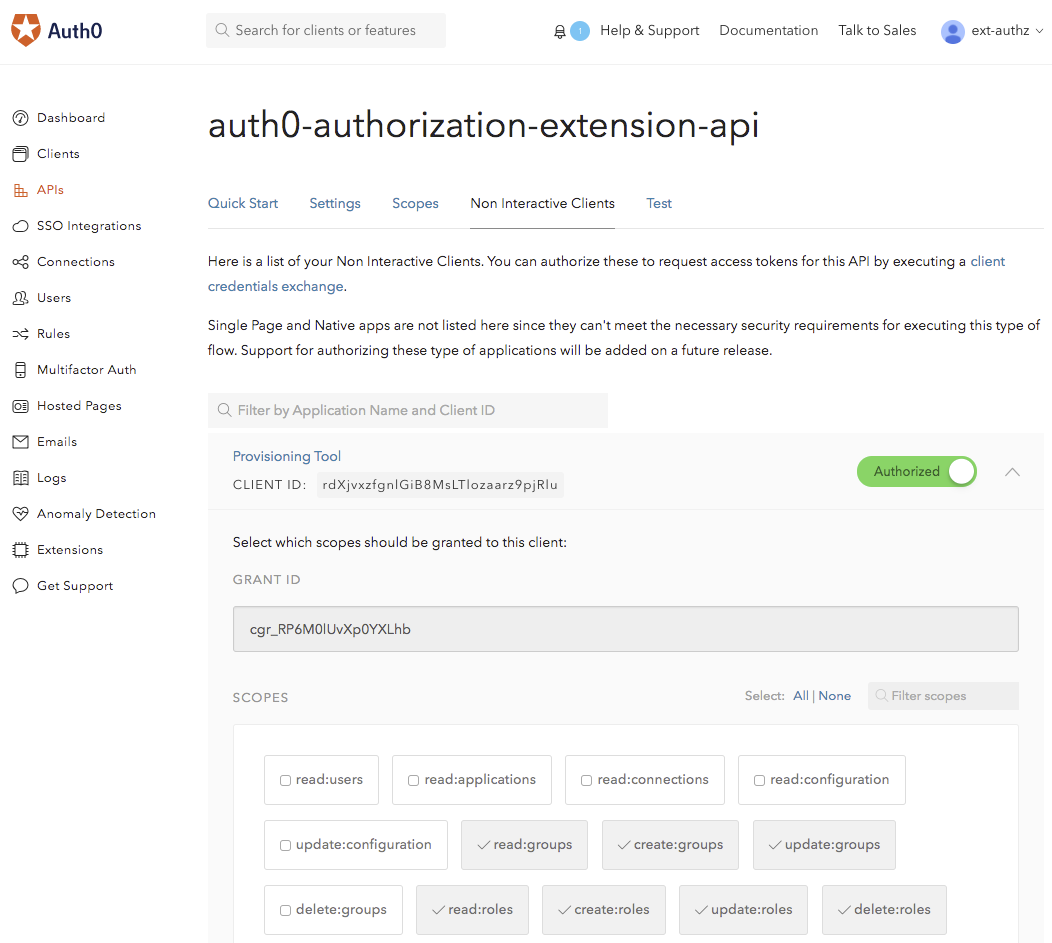 Auth0
Search for clients or features
1 Help & Support Documentation Talk to Sales ext-authz
Dashboard
Clients
APIs
SSO Integrations
Connections
Users
Rules
Multifactor Auth
Hosted Pages
Emails
Logs
Anomaly Detection
Extensions
Get Support
auth0-authorization-extension-api
Quick Start Settings Scopes Non Interactive Clients Test
Here is a list of your Non Interactive Clients. You can authorize these to request access tokens for this API by executing a client
credentials exchange.
Single Page and Native apps are not listed here since they can't meet the necessary security requirements for executing this type of
flow. Support for authorizing these type of applications will be added on a future release.
Filter by Application Name and Client ID
Provisioning Tool
CLIENT ID: rdXjvxzfgnlGiB8MsLTlozaarz9pjRlu
Authorized
Select which scopes should be granted to this client:
GRANT ID
cgr_RP6M0lUvXp0YXLhb
SCOPES
Select: All | None Filter scopes
read:users read:applications read:connections read:configuration
update:configuration read:groups create:groups update:groups
delete:groups read:roles create:roles update:roles delete:roles